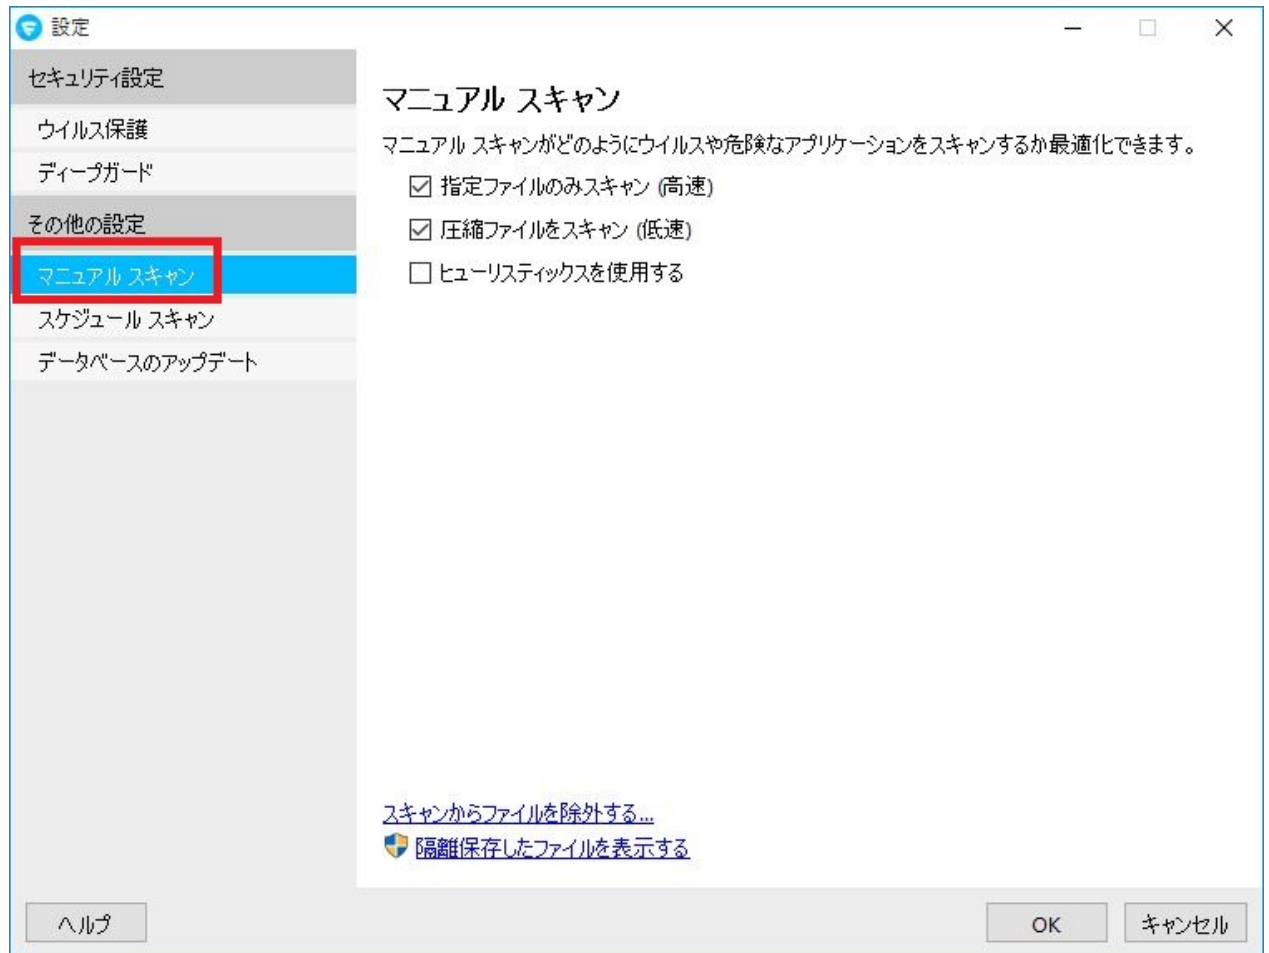 設定
セキュリティ設定
ウイルス保護
ディープガード
その他の設定
マニュアル スキャン
スケジュール スキャン
データベースのアップデート
マニュアル スキャン
マニュアル スキャンがどのようにウイルスや危険なアプリケーションをスキャンするか最適化できます。
指定ファイルのみスキャン (高速)
圧縮ファイルをスキャン (低速)
ヒューリスティックスを使用する
スキャンからファイルを除外する...
隔離保存したファイルを表示する
ヘルプ
OK
キャンセル